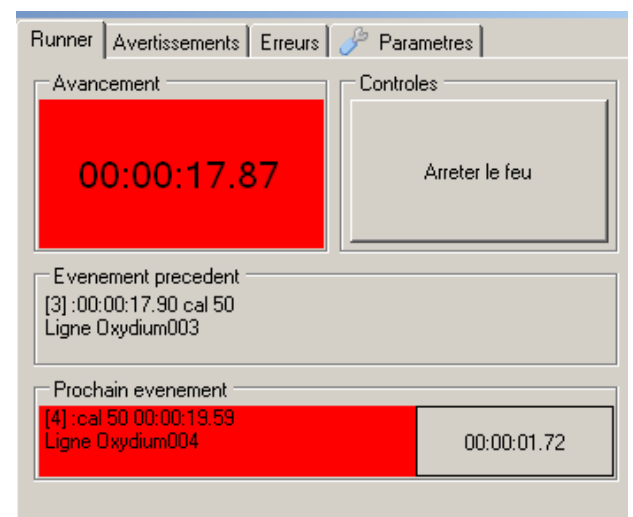 Runner Avertissements Erreurs Parametres
Avancement
00:00:17.87
Controles
Arreter le feu
Evenement precedent
[3] :00:00:17.90 cal 50
Ligne Oxydium003
Prochain evenement
[4] :cal 50 00:00:19.59
Ligne Oxydium004
00:00:01.72